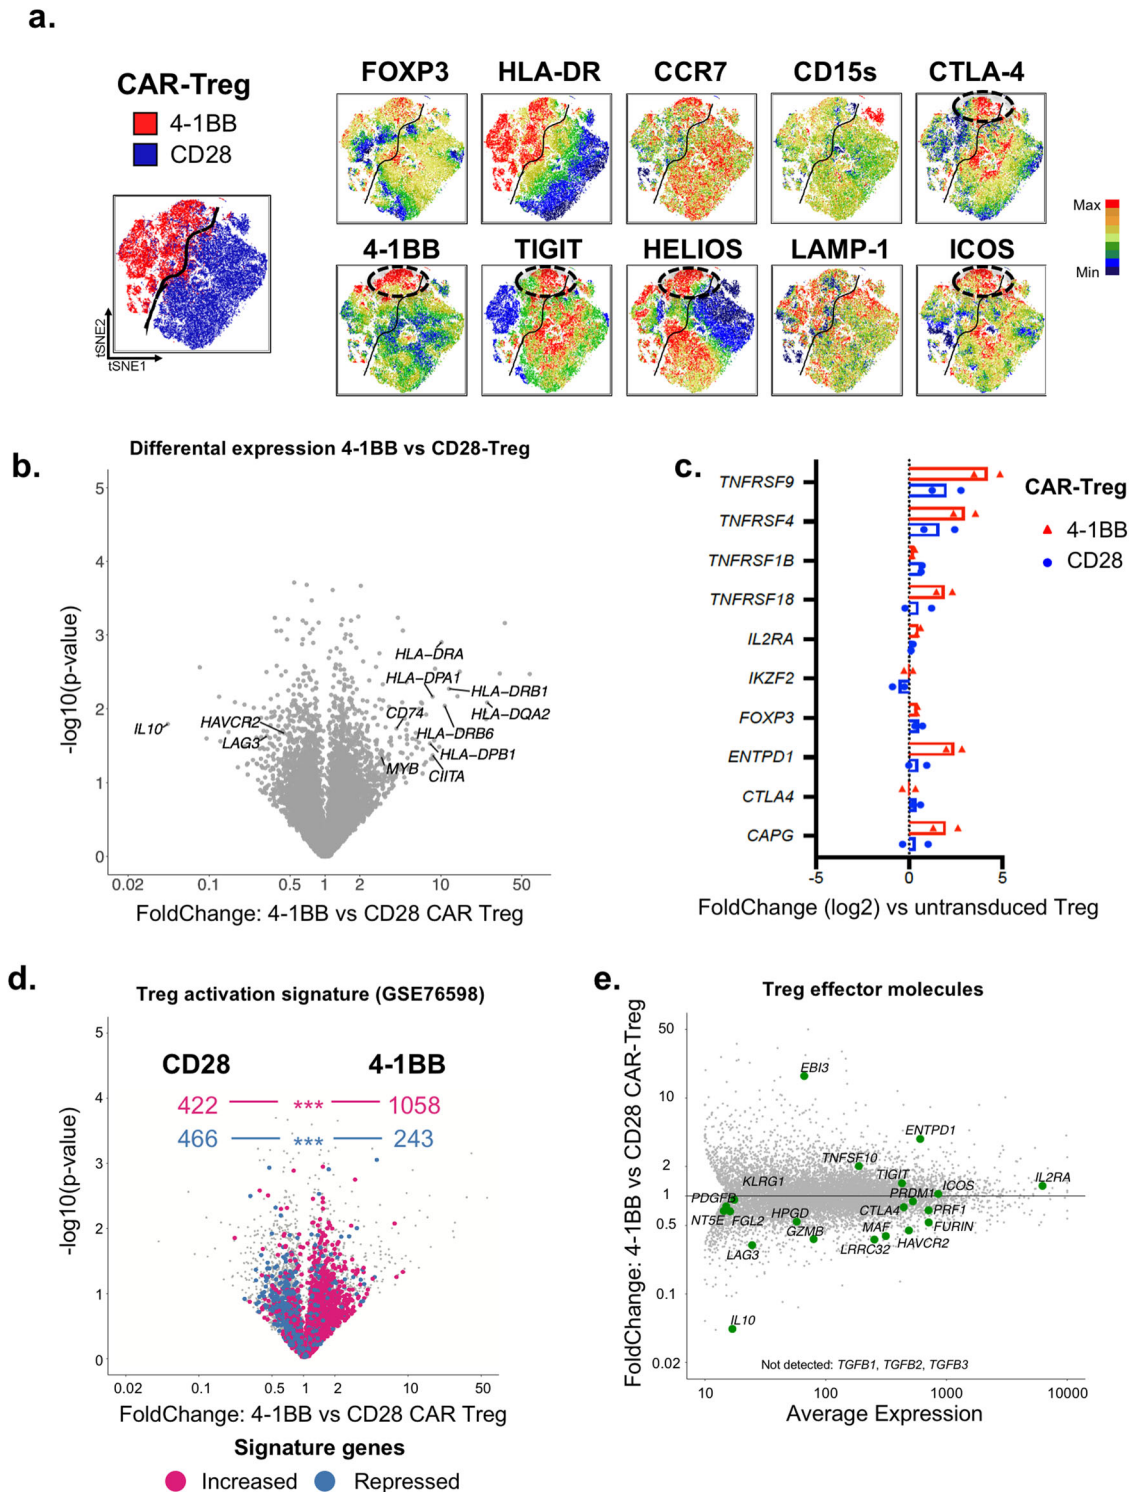 a.
CAR-Treg
4-1BB
CD28
tSNE2
tSNE1
FOXP3
HLA-DR
CCR7
CD15s
CTLA-4
4-1BB
TIGIT
HELIOS
LAMP-1
ICOS
Max
Min
b.
Differental expression 4-1BB vs CD28-Treg
-log10(p-value)
5
4
3
2
1
0
HLA-DRA
HLA-DPA1
HLA-DRB1
IL10
HAVCR2
CD74
HLA-DQA2
LAG3
HLA-DRB6
HLA-DPB1
MYB
CIITA
0.02
0.1
0.5
1
2
10
50
FoldChange: 4-1BB vs CD28 CAR Treg
c.
TNFRSF9
TNFRSF4
TNFRSF1B
TNFRSF18
IL2RA
IKZF2
FOXP3
ENTPD1
CTLA4
CAPG
-5
0
5
FoldChange (log2) vs untransduced Treg
CAR-Treg
4-1BB
CD28
d.
Treg activation signature (GSE76598)
-log10(p-value)
5
4
3
2
1
0
CD28
4-1BB
422
***
1058
466
***
243
0.02
0.1
0.5
1
2
10
50
FoldChange: 4-1BB vs CD28 CAR Treg
Signature genes
Increased
Repressed
e.
Treg effector molecules
FoldChange: 4-1BB vs CD28 CAR-Treg
50
10
2
1
0.5
0.1
0.02
EBI3
ENTPD1
TNFSF10
TIGIT
KLRG1
ICOS
IL2RA
PDGFB
PRDM1
NT5E
FGL2
HPGD
CTLA4
PRF1
GZMB
MAF
FURIN
LAG3
LRRC32
HAVCR2
IL10
Not detected: TGFB1, TGFB2, TGFB3
10
100
1000
10000
Average Expression